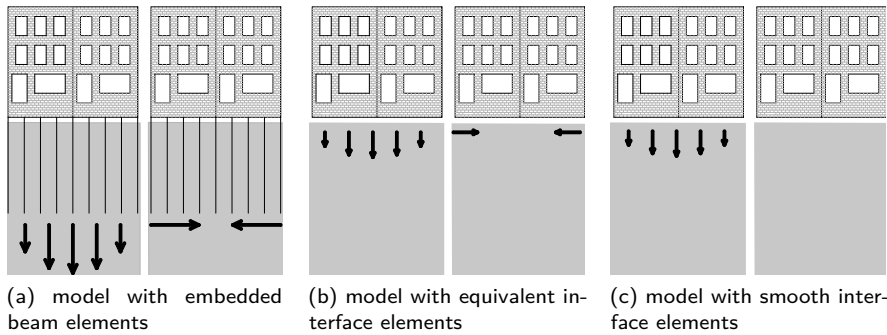 (a) model with embedded
beam elements
(b) model with equivalent in-
terface elements
(c) model with smooth inter-
face elements